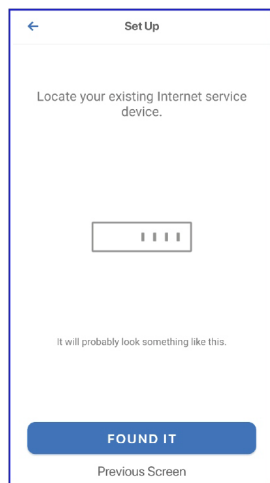 Set Up
Locate your existing Internet service
device.
It will probably look something like this.
FOUND IT
Previous Screen